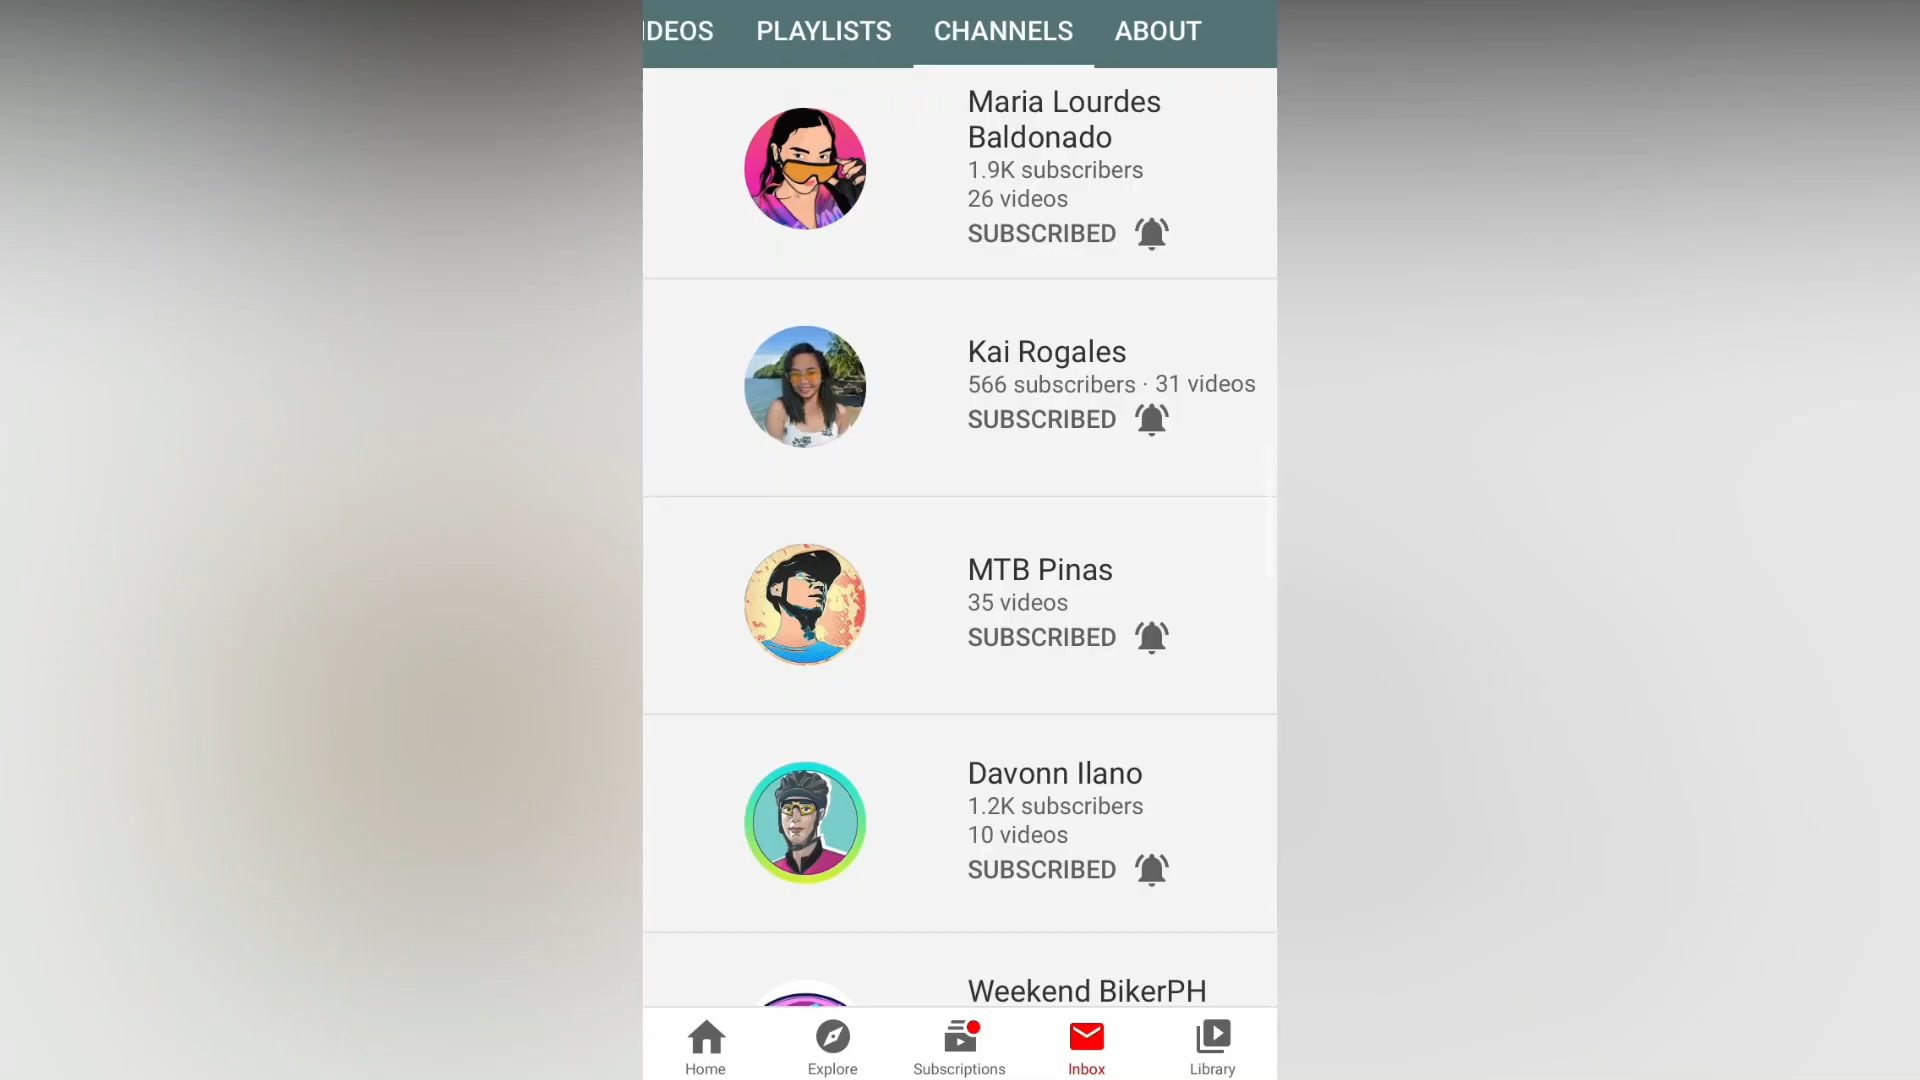 IDEOS PLAYLISTS CHANNELS ABOUT
Maria Lourdes
Baldonado
1.9K subscribers
26 videos
SUBSCRIBED
Kai Rogales
566 subscribers · 31 videos
SUBSCRIBED
MTB Pinas
35 videos
SUBSCRIBED
Davonn Ilano
1.2K subscribers
10 videos
SUBSCRIBED
Weekend BikerPH
Home Explore Subscriptions Inbox Library